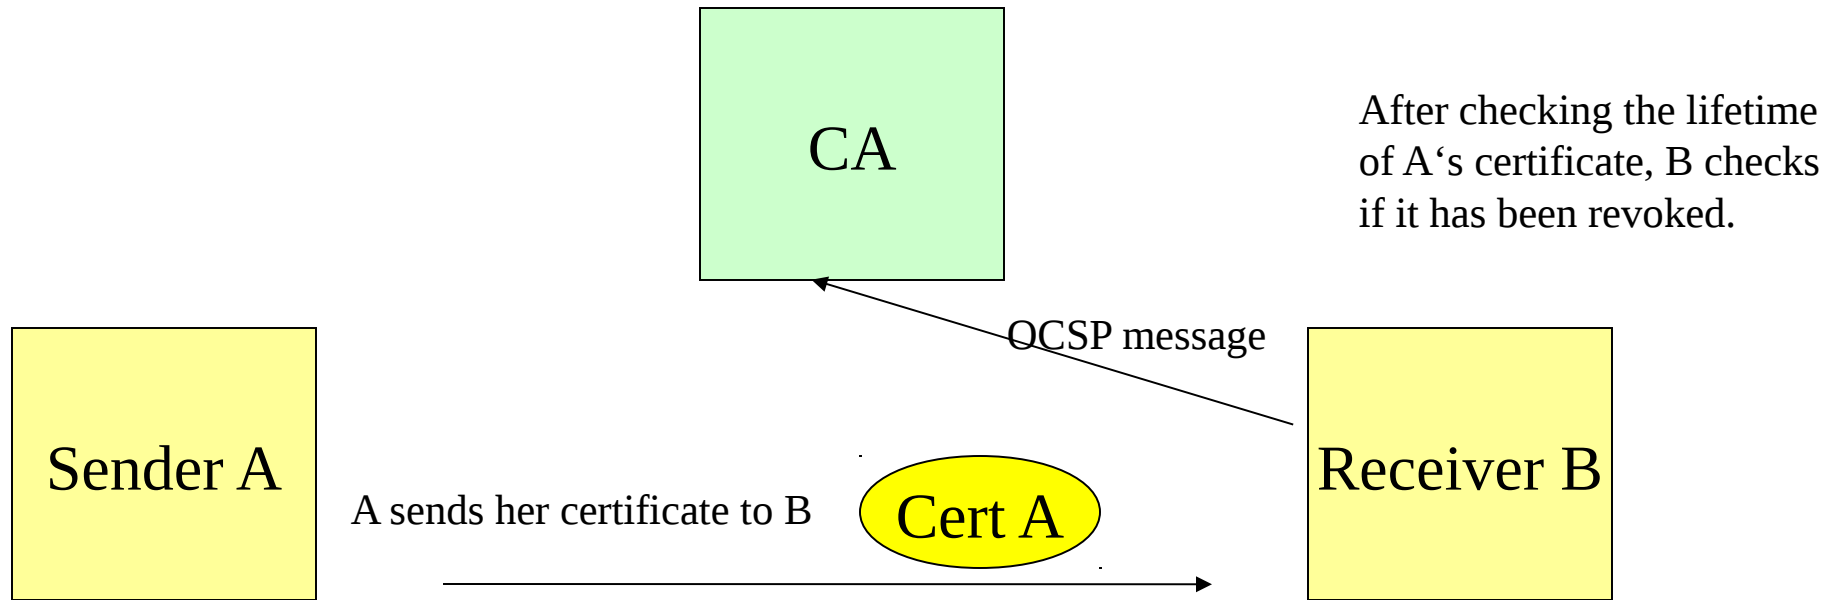 CA
After checking the lifetime
of A‘s certificate, B checks
if it has been revoked.
OCSP message
Sender A
Receiver B
A sends her certificate to B
Cert A